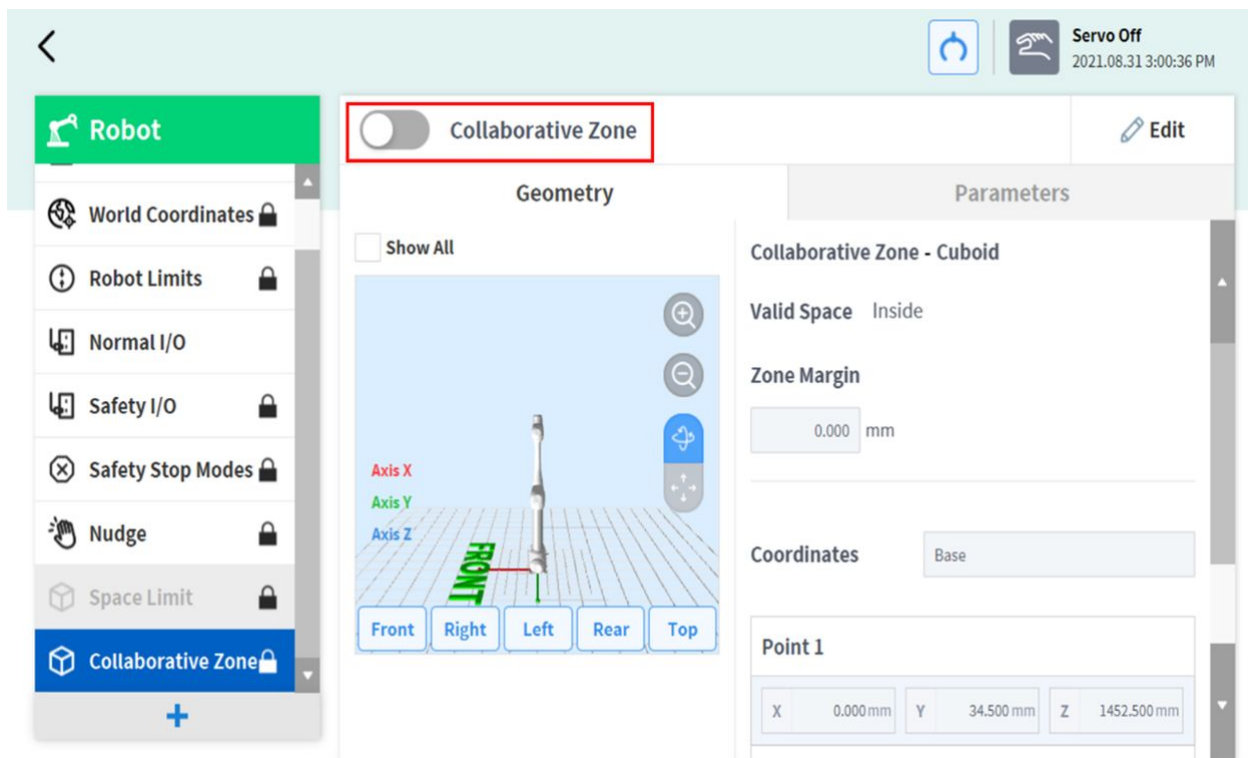 Servo Off
2021.08.31 3:00:36 PM
Robot
World Coordinates
Robot Limits
Normal I/O
Safety I/O
Safety Stop Modes
Nudge
Space Limit
Collaborative Zone
+
Collaborative Zone
Edit
Geometry
Parameters
Show All
Axis X
Axis Y
Axis Z
FRONT
Front Right Left Rear Top
Collaborative Zone - Cuboid
Valid Space Inside
Zone Margin
0.000 mm
Coordinates Base
Point 1
X 0.000 mm Y 34.500 mm Z 1452.500 mm